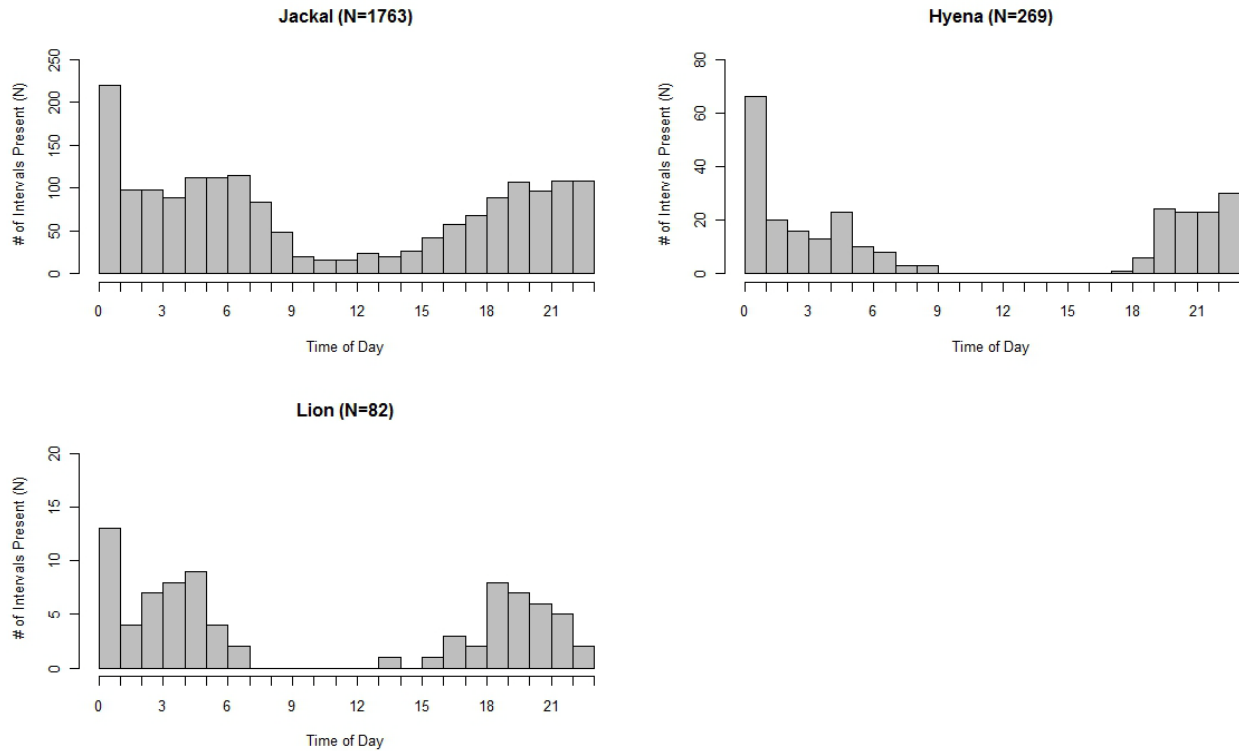 Jackal (N=1763)
# of Intervals Present (N)
250
200
150
100
50
0
0 3 6 9 12 15 18 21
Time of Day
Hyena (N=269)
# of Intervals Present (N)
80
60
40
20
0
0 3 6 9 12 15 18 21
Time of Day
Lion (N=82)
# of Intervals Present (N)
20
15
10
5
0
0 3 6 9 12 15 18 21
Time of Day